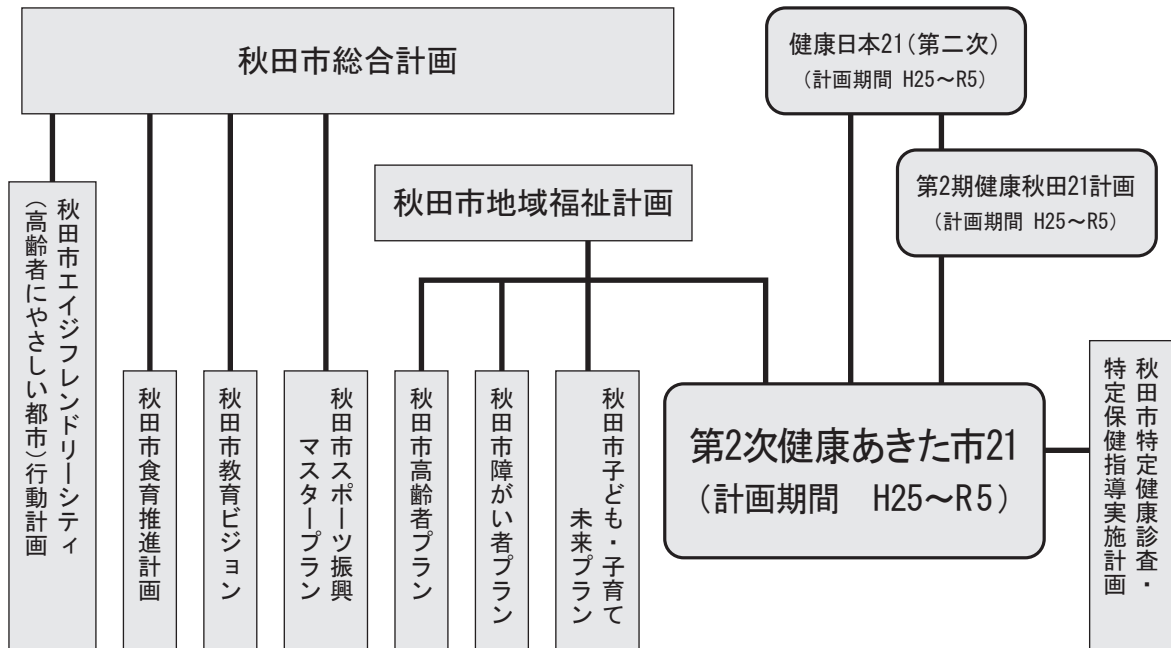 秋田市総合計画
健康日本21(第二次)
(計画期間 H25～R5)
第2期健康秋田21計画
(計画期間 H25～R5)
秋田市地域福祉計画
秋田市エイジフレンドリーシティ
(高齢者にやさしい都市)行動計画
秋田市食育推進計画
秋田市教育ビジョン
秋田市スポーツ振興
マスタープラン
秋田市高齢者プラン
秋田市障がい者プラン
秋田市子ども・子育て
未来プラン
第2次健康あきた市21
(計画期間 H25～R5)
秋田市特定健康診査・
特定保健指導実施計画